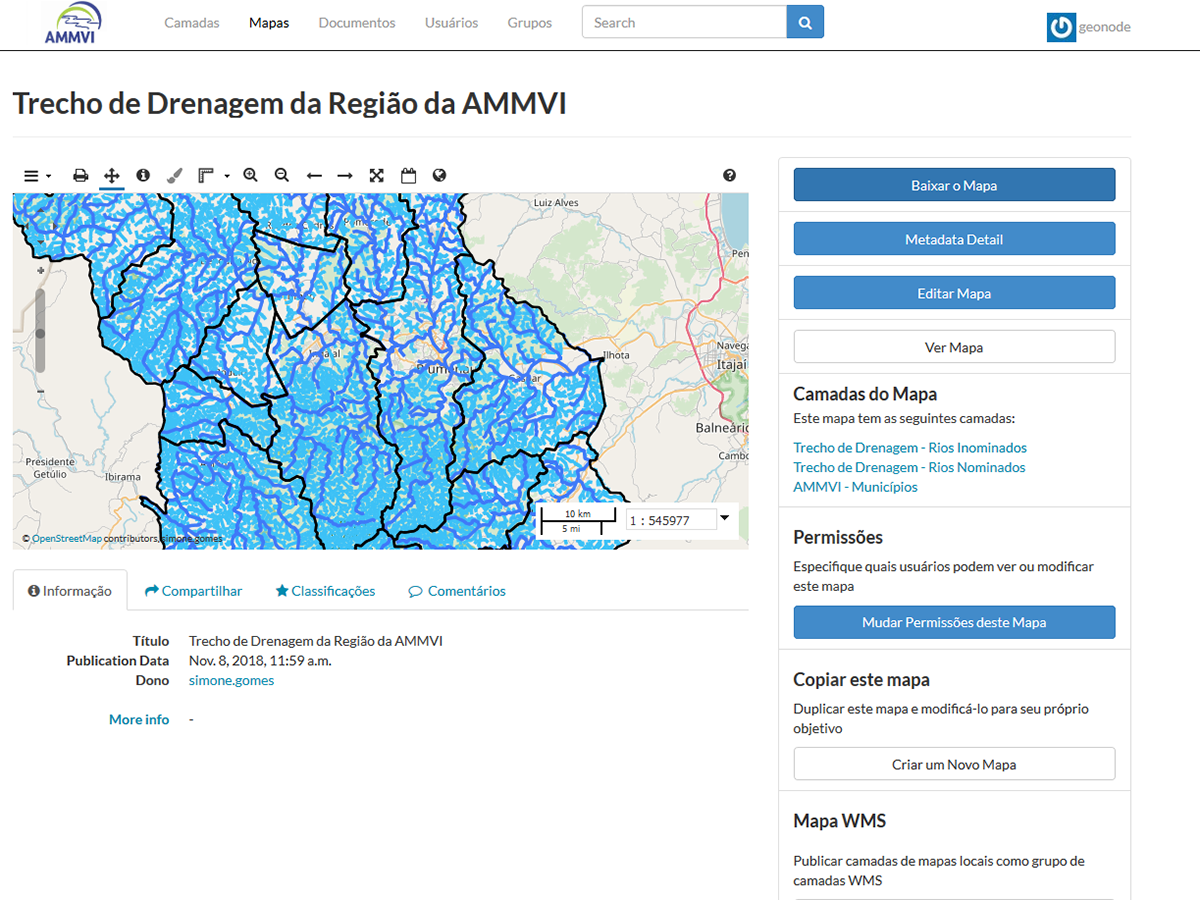 AMMVI
Camadas
Mapas
Documentos
Usuários
Grupos
Search
geonode
Trecho de Drenagem da Região da AMMVI
Luiz Alves
Ilhota
Itajaí
Gaspar
Presidente
Getúlio
Ibirama
10 km
5 mi
1 : 545977
© OpenStreetMap contributors, simone.gomes
Informação
Compartilhar
Classificações
Comentários
Título Trecho de Drenagem da Região da AMMVI
Publication Data Nov. 8, 2018, 11:59 a.m.
Dono simone.gomes
More info -
Baixar o Mapa
Metadata Detail
Editar Mapa
Ver Mapa
Camadas do Mapa
Este mapa tem as seguintes camadas:
Trecho de Drenagem - Rios Inominados
Trecho de Drenagem - Rios Nominados
AMMVI - Municípios
Permissões
Especifique quais usuários podem ver ou modificar
este mapa
Mudar Permissões deste Mapa
Copiar este mapa
Duplicar este mapa e modificá-lo para seu próprio
objetivo
Criar um Novo Mapa
Mapa WMS
Publicar camadas de mapas locais como grupo de
camadas WMS